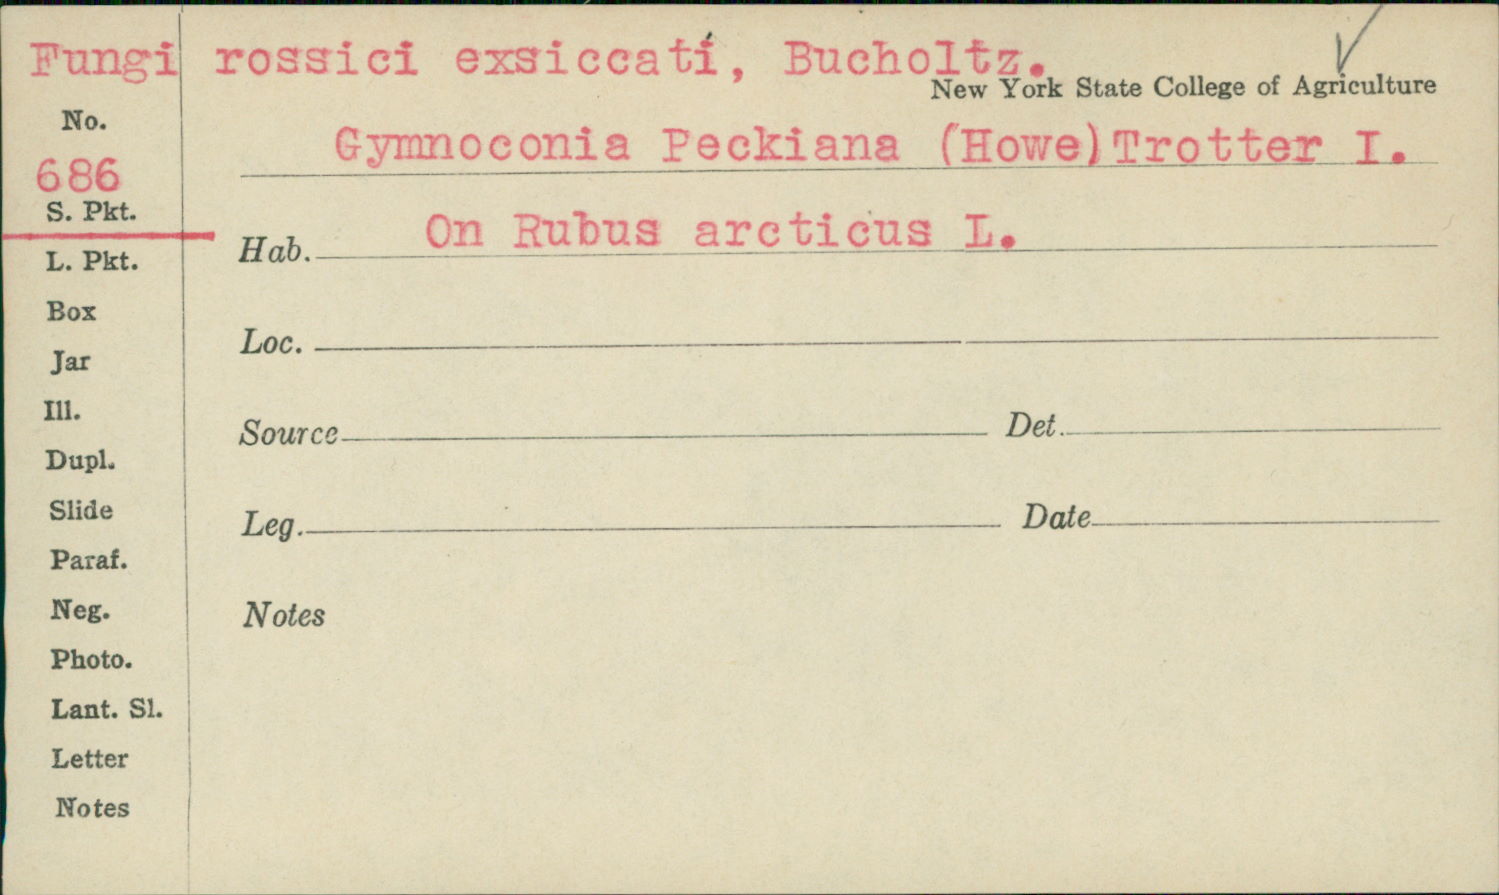 Fungi rossici exsiccati, Bucholtz.
New York State College of Agriculture
No.
686
Gymnoconia Peckiana (Howe)Trotter I.
S. Pkt.
Hab. On Rubus arcticus L.
L. Pkt.
Box
Loc.
Jar
Ill.
Source Det.
Dupl.
Slide
Leg. Date
Paraf.
Neg.
Notes
Photo.
Lant. Sl.
Letter
Notes